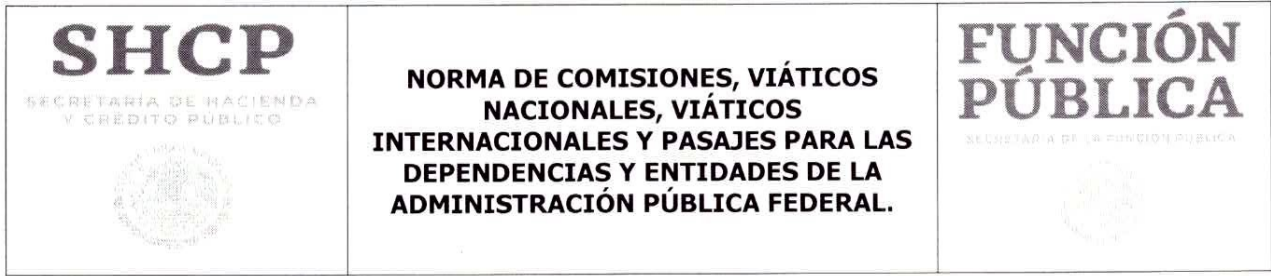 SHCP
SECRETARÍA DE HACIENDA
Y CRÉDITO PÚBLICO
NORMA DE COMISIONES, VIÁTICOS
NACIONALES, VIÁTICOS
INTERNACIONALES Y PASAJES PARA LAS
DEPENDENCIAS Y ENTIDADES DE LA
ADMINISTRACIÓN PÚBLICA FEDERAL.
FUNCIÓN
PÚBLICA
SECRETARÍA DE LA FUNCIÓN PÚBLICA